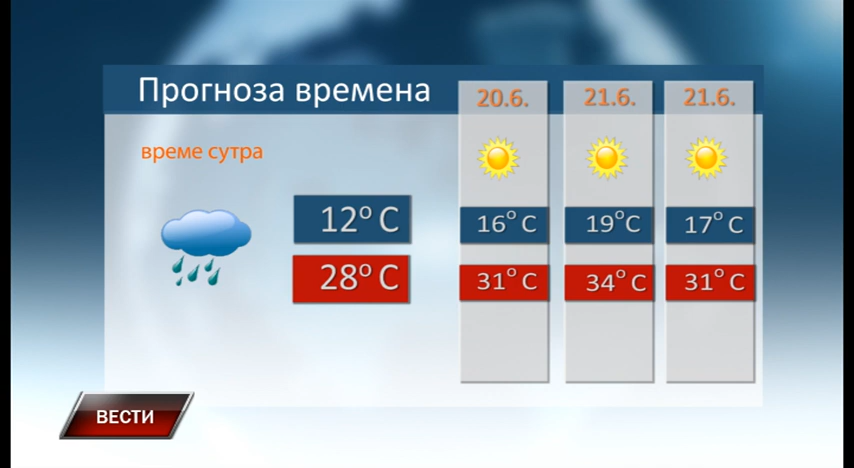 Прогноза времена
време сутра
12° C
28° C
20.6.
16° C
31° C
21.6.
19°C
34° C
21.6.
17° C
31° C
ВЕСТИ